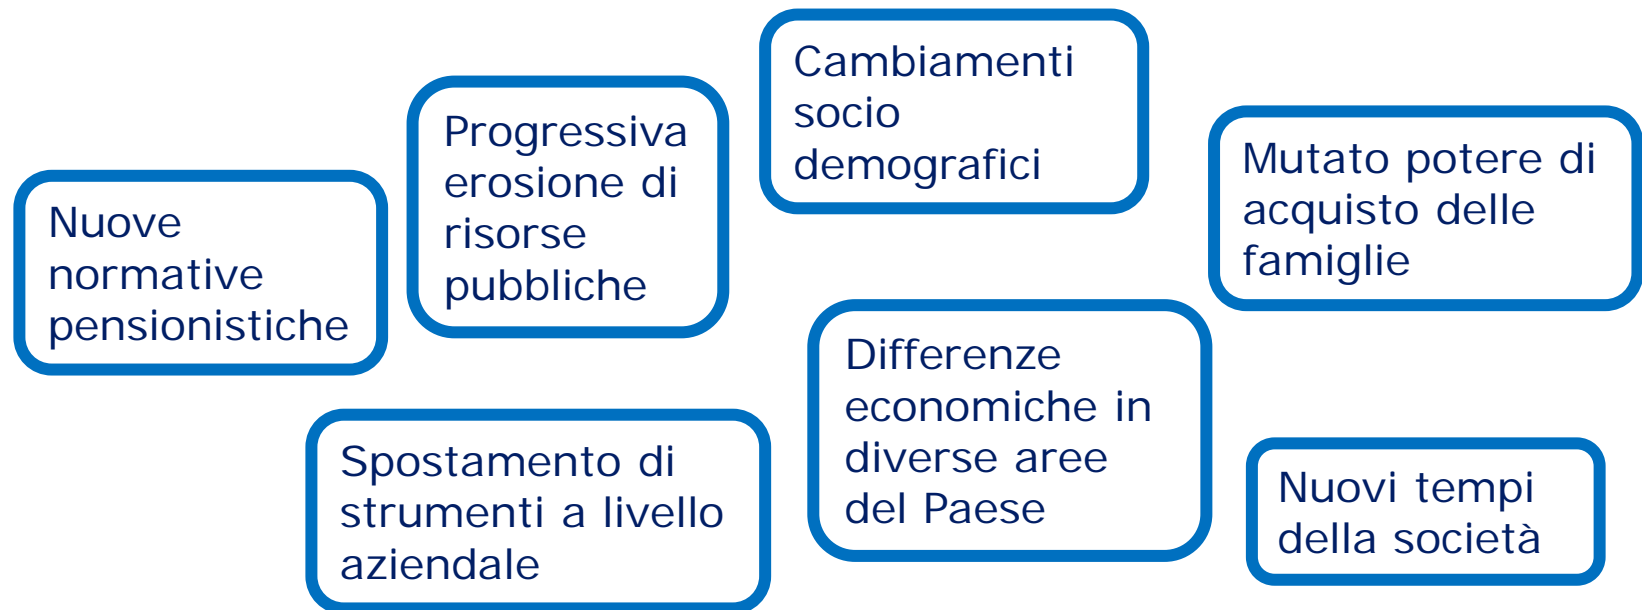 Nuove
normative
pensionistiche
Progressiva
erosione di
risorse
pubbliche
Cambiamenti
socio
demografici
Mutato potere di
acquisto delle
famiglie
Spostamento di
strumenti a livello
aziendale
Differenze
economiche in
diverse aree
del Paese
Nuovi tempi
della società